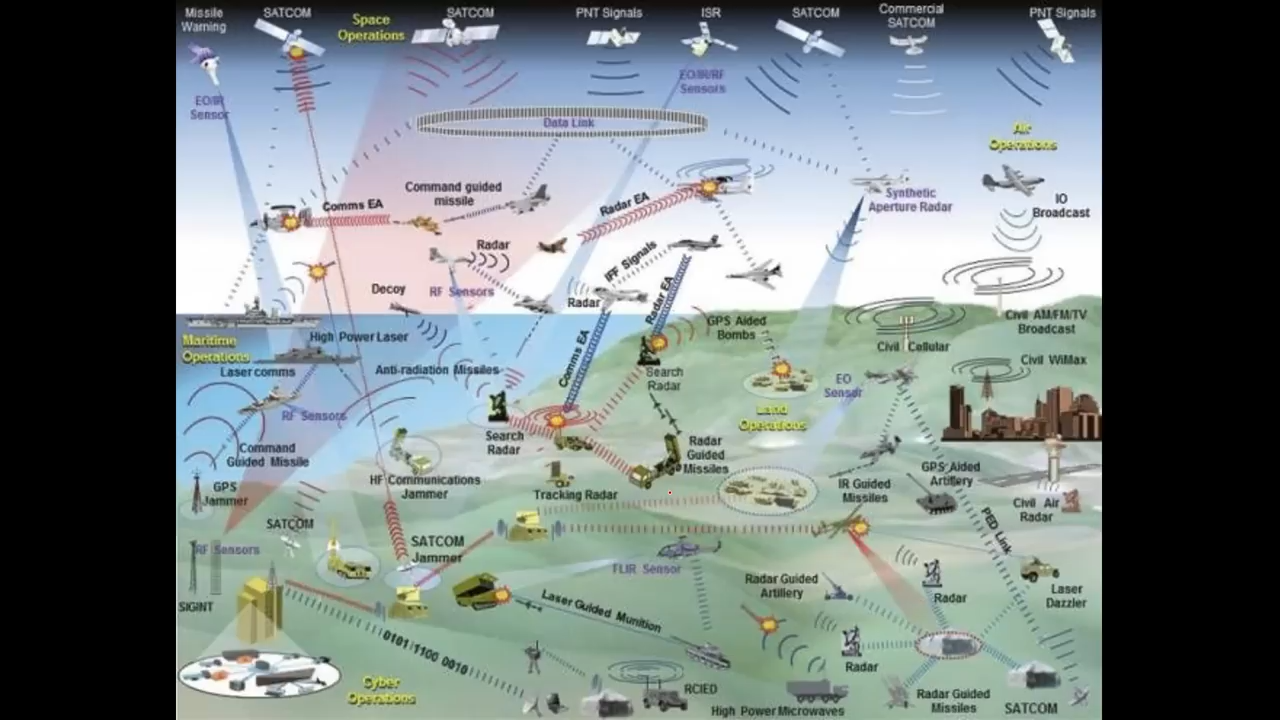 Missile
Warning
SATCOM
Space
Operations
SATCOM
PNT Signals
ISR
SATCOM
Commercial
SATCOM
PNT Signals
EO/IR
Sensor
EO/IR/RF
Sensors
Data Link
Air
Operations
Command guided
missile
Comms EA
Radar EA
Synthetic
Aperture Radar
IO
Broadcast
Radar
IFF Signals
Decoy
RF Sensors
Radar
Radar EA
GPS Aided
Bombs
Civil AM/FM/TV
Broadcast
Maritime
Operations
High Power Laser
Civil Cellular
Civil WiMax
Laser comms
Anti-radiation Missiles
Comms EA
Search
Radar
EO
Sensor
RF Sensors
Land
Operations
Search
Radar
Command
Guided Missile
Radar
Guided
Missiles
GPS
Jammer
HF Communications
Jammer
Tracking Radar
IR Guided
Missiles
GPS Aided
Artillery
Civil Air
Radar
SATCOM
PED Link
RF Sensors
SATCOM
Jammer
FLIR Sensor
Radar Guided
Artillery
Radar
Laser
Dazzler
SIGINT
Laser Guided Munition
0101 1100 0010
Radar
Cyber
Operations
RCIED
High Power Microwaves
Radar Guided
Missiles
SATCOM